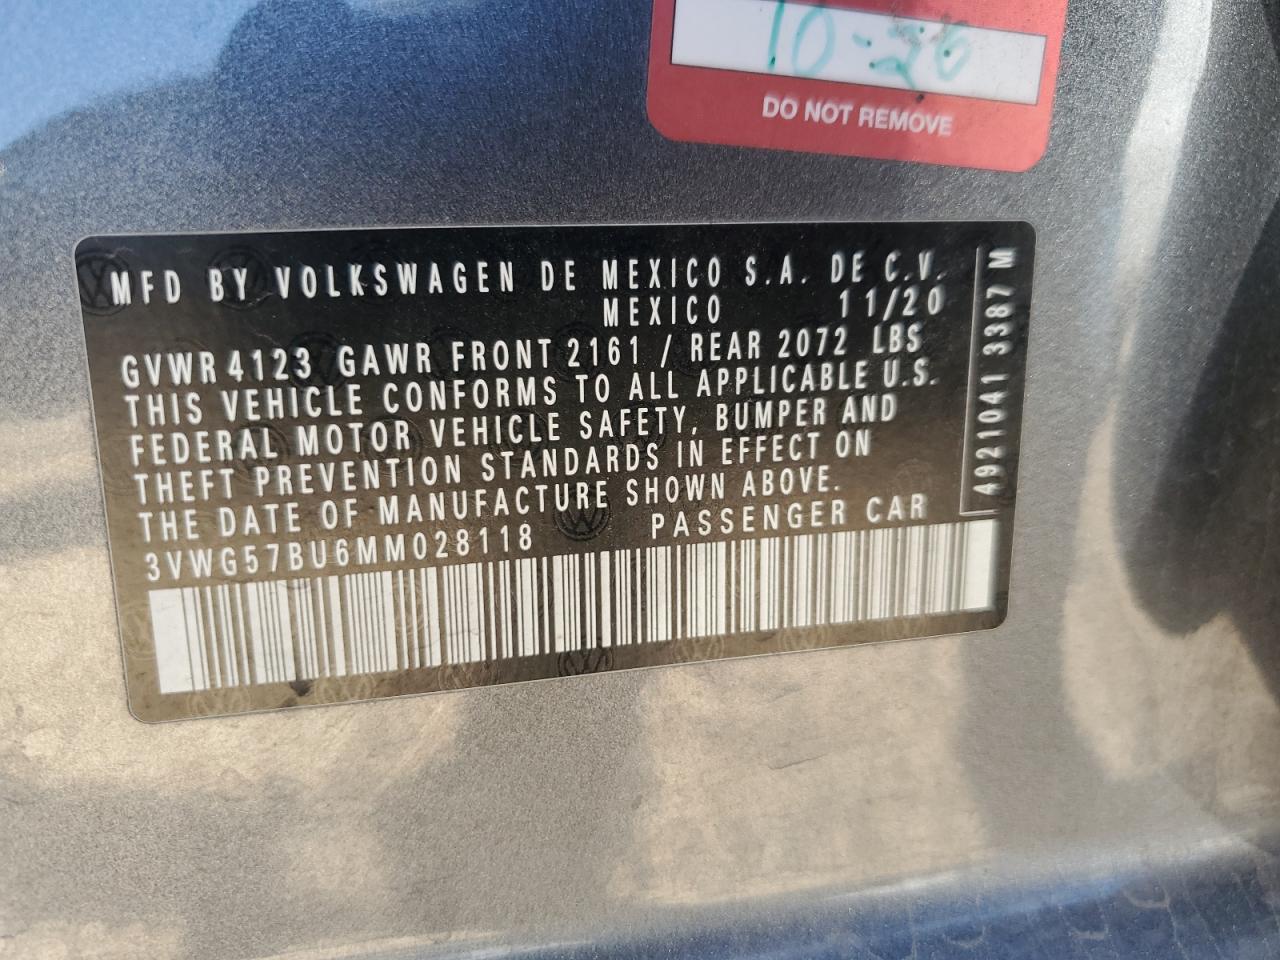 10-26
DO NOT REMOVE
MFD BY VOLKSWAGEN DE MEXICO S.A. DE C.V.
MEXICO 11/20
GVWR 4123 GAWR FRONT 2161 / REAR 2072 LBS
THIS VEHICLE CONFORMS TO ALL APPLICABLE U.S.
FEDERAL MOTOR VEHICLE SAFETY, BUMPER AND
THEFT PREVENTION STANDARDS IN EFFECT ON
THE DATE OF MANUFACTURE SHOWN ABOVE.
3VWG57BU6MM028118 PASSENGER CAR
4921041 3387 M